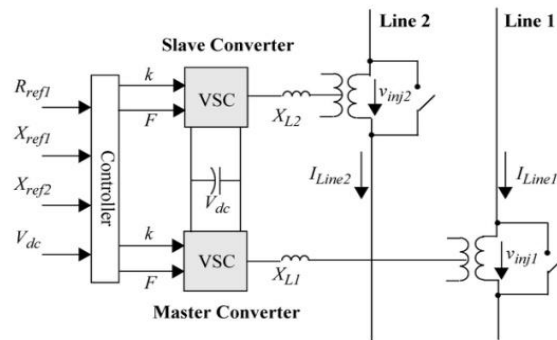 Line 2
Line 1
Slave Converter
R_ref1
k
VSC
F
X_L2
v_inj2
X_ref1
Controller
X_ref2
V_dc
I_Line2
I_Line1
V_dc
k
VSC
F
X_L1
v_inj1
Master Converter